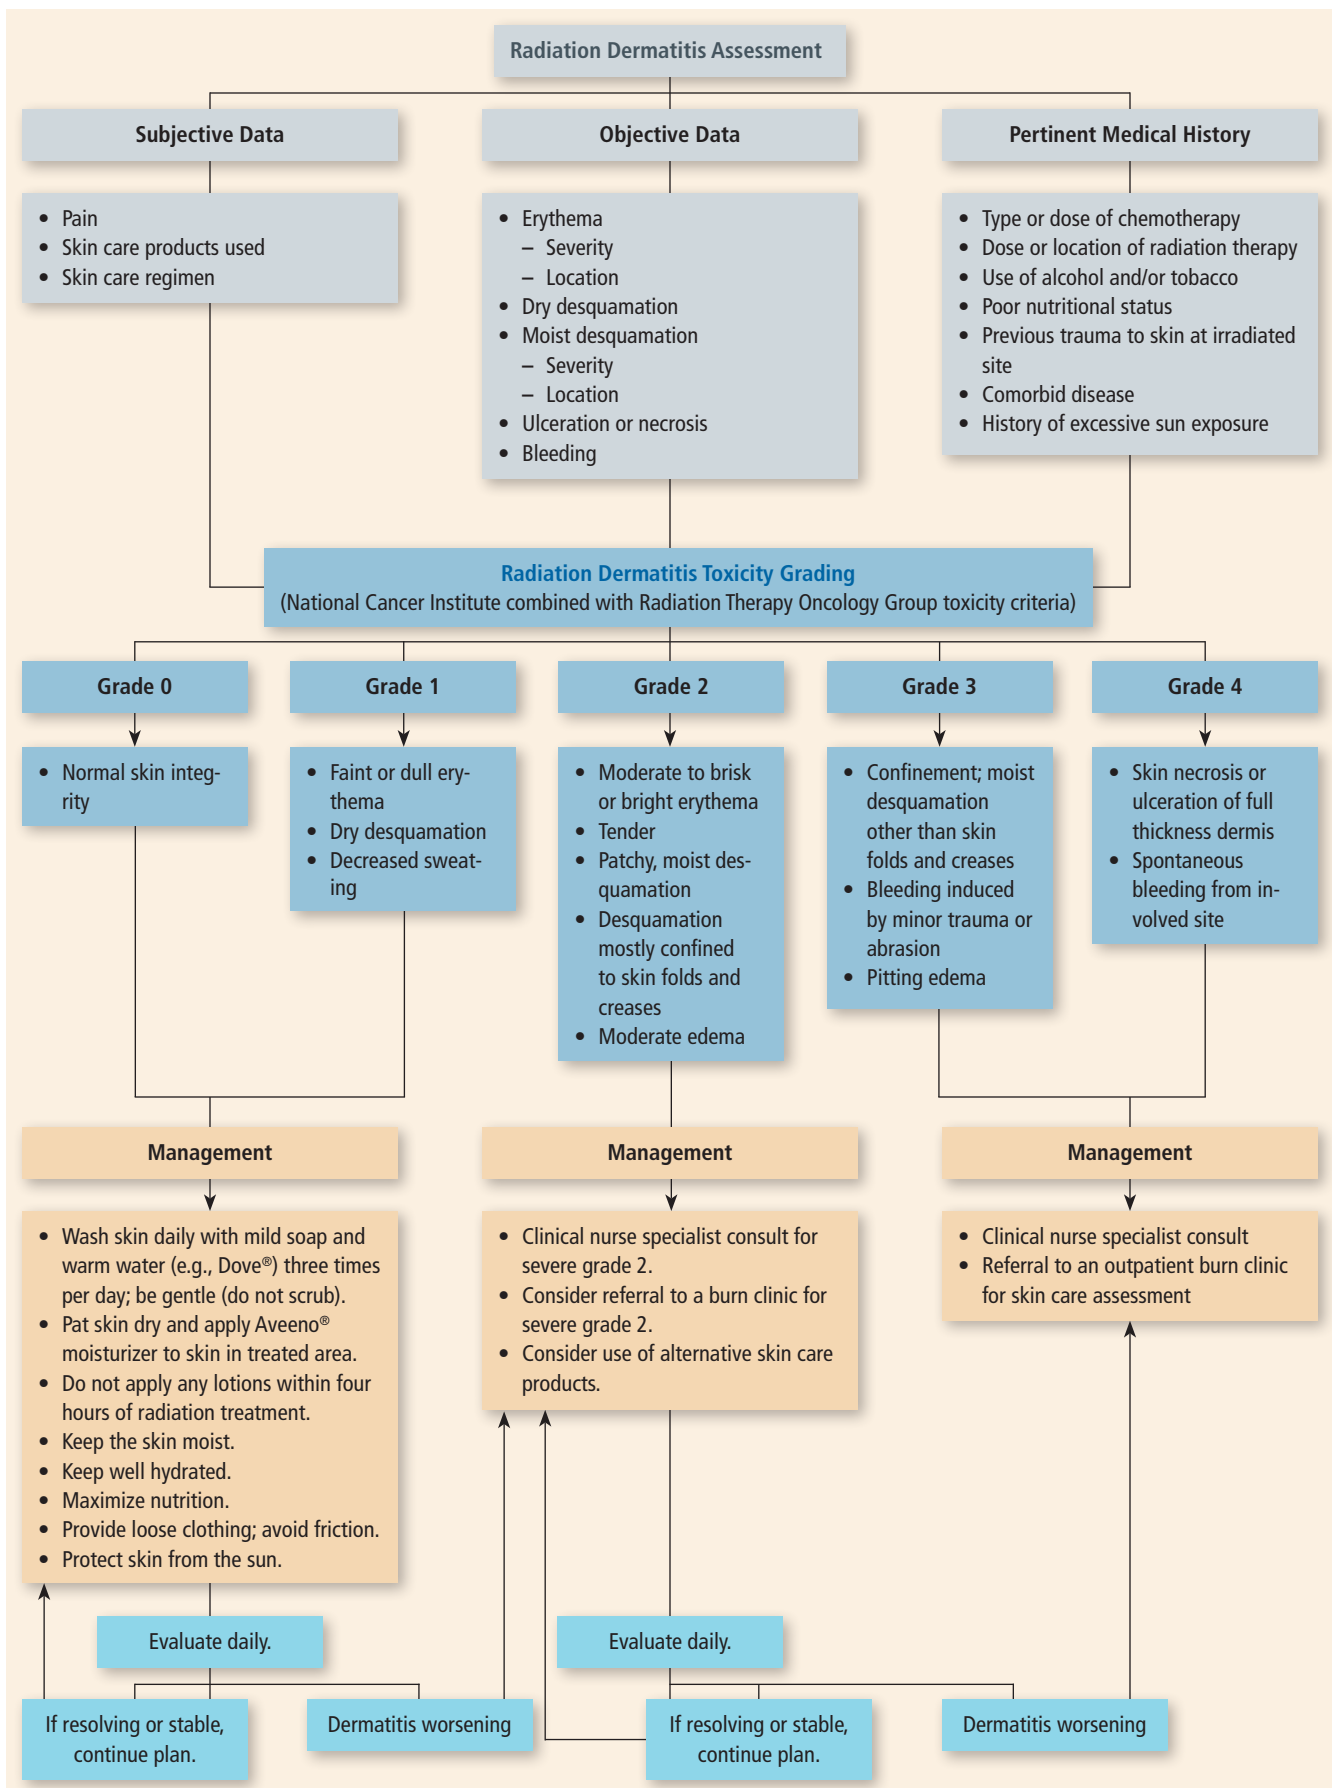 Radiation Dermatitis Assessment
Subjective Data
• Pain
• Skin care products used
• Skin care regimen
Objective Data
• Erythema
– Severity
– Location
• Dry desquamation
• Moist desquamation
– Severity
– Location
• Ulceration or necrosis
• Bleeding
Pertinent Medical History
• Type or dose of chemotherapy
• Dose or location of radiation therapy
• Use of alcohol and/or tobacco
• Poor nutritional status
• Previous trauma to skin at irradiated
site
• Comorbid disease
• History of excessive sun exposure
Radiation Dermatitis Toxicity Grading
(National Cancer Institute combined with Radiation Therapy Oncology Group toxicity criteria)
Grade 0
• Normal skin integ-
rity
Grade 1
• Faint or dull ery-
thema
• Dry desquamation
• Decreased sweat-
ing
Grade 2
• Moderate to brisk
or bright erythema
• Tender
• Patchy, moist des-
quamation
• Desquamation
mostly confined
to skin folds and
creases
• Moderate edema
Grade 3
• Confinement; moist
desquamation
other than skin
folds and creases
• Bleeding induced
by minor trauma or
abrasion
• Pitting edema
Grade 4
• Skin necrosis or
ulceration of full
thickness dermis
• Spontaneous
bleeding from in-
volved site
Management
• Wash skin daily with mild soap and
warm water (e.g., Dove®) three times
per day; be gentle (do not scrub).
• Pat skin dry and apply Aveeno®
moisturizer to skin in treated area.
• Do not apply any lotions within four
hours of radiation treatment.
• Keep the skin moist.
• Keep well hydrated.
• Maximize nutrition.
• Provide loose clothing; avoid friction.
• Protect skin from the sun.
Evaluate daily.
If resolving or stable,
continue plan.
Dermatitis worsening
Management
• Clinical nurse specialist consult for
severe grade 2.
• Consider referral to a burn clinic for
severe grade 2.
• Consider use of alternative skin care
products.
Evaluate daily.
If resolving or stable,
continue plan.
Dermatitis worsening
Management
• Clinical nurse specialist consult
• Referral to an outpatient burn clinic
for skin care assessment